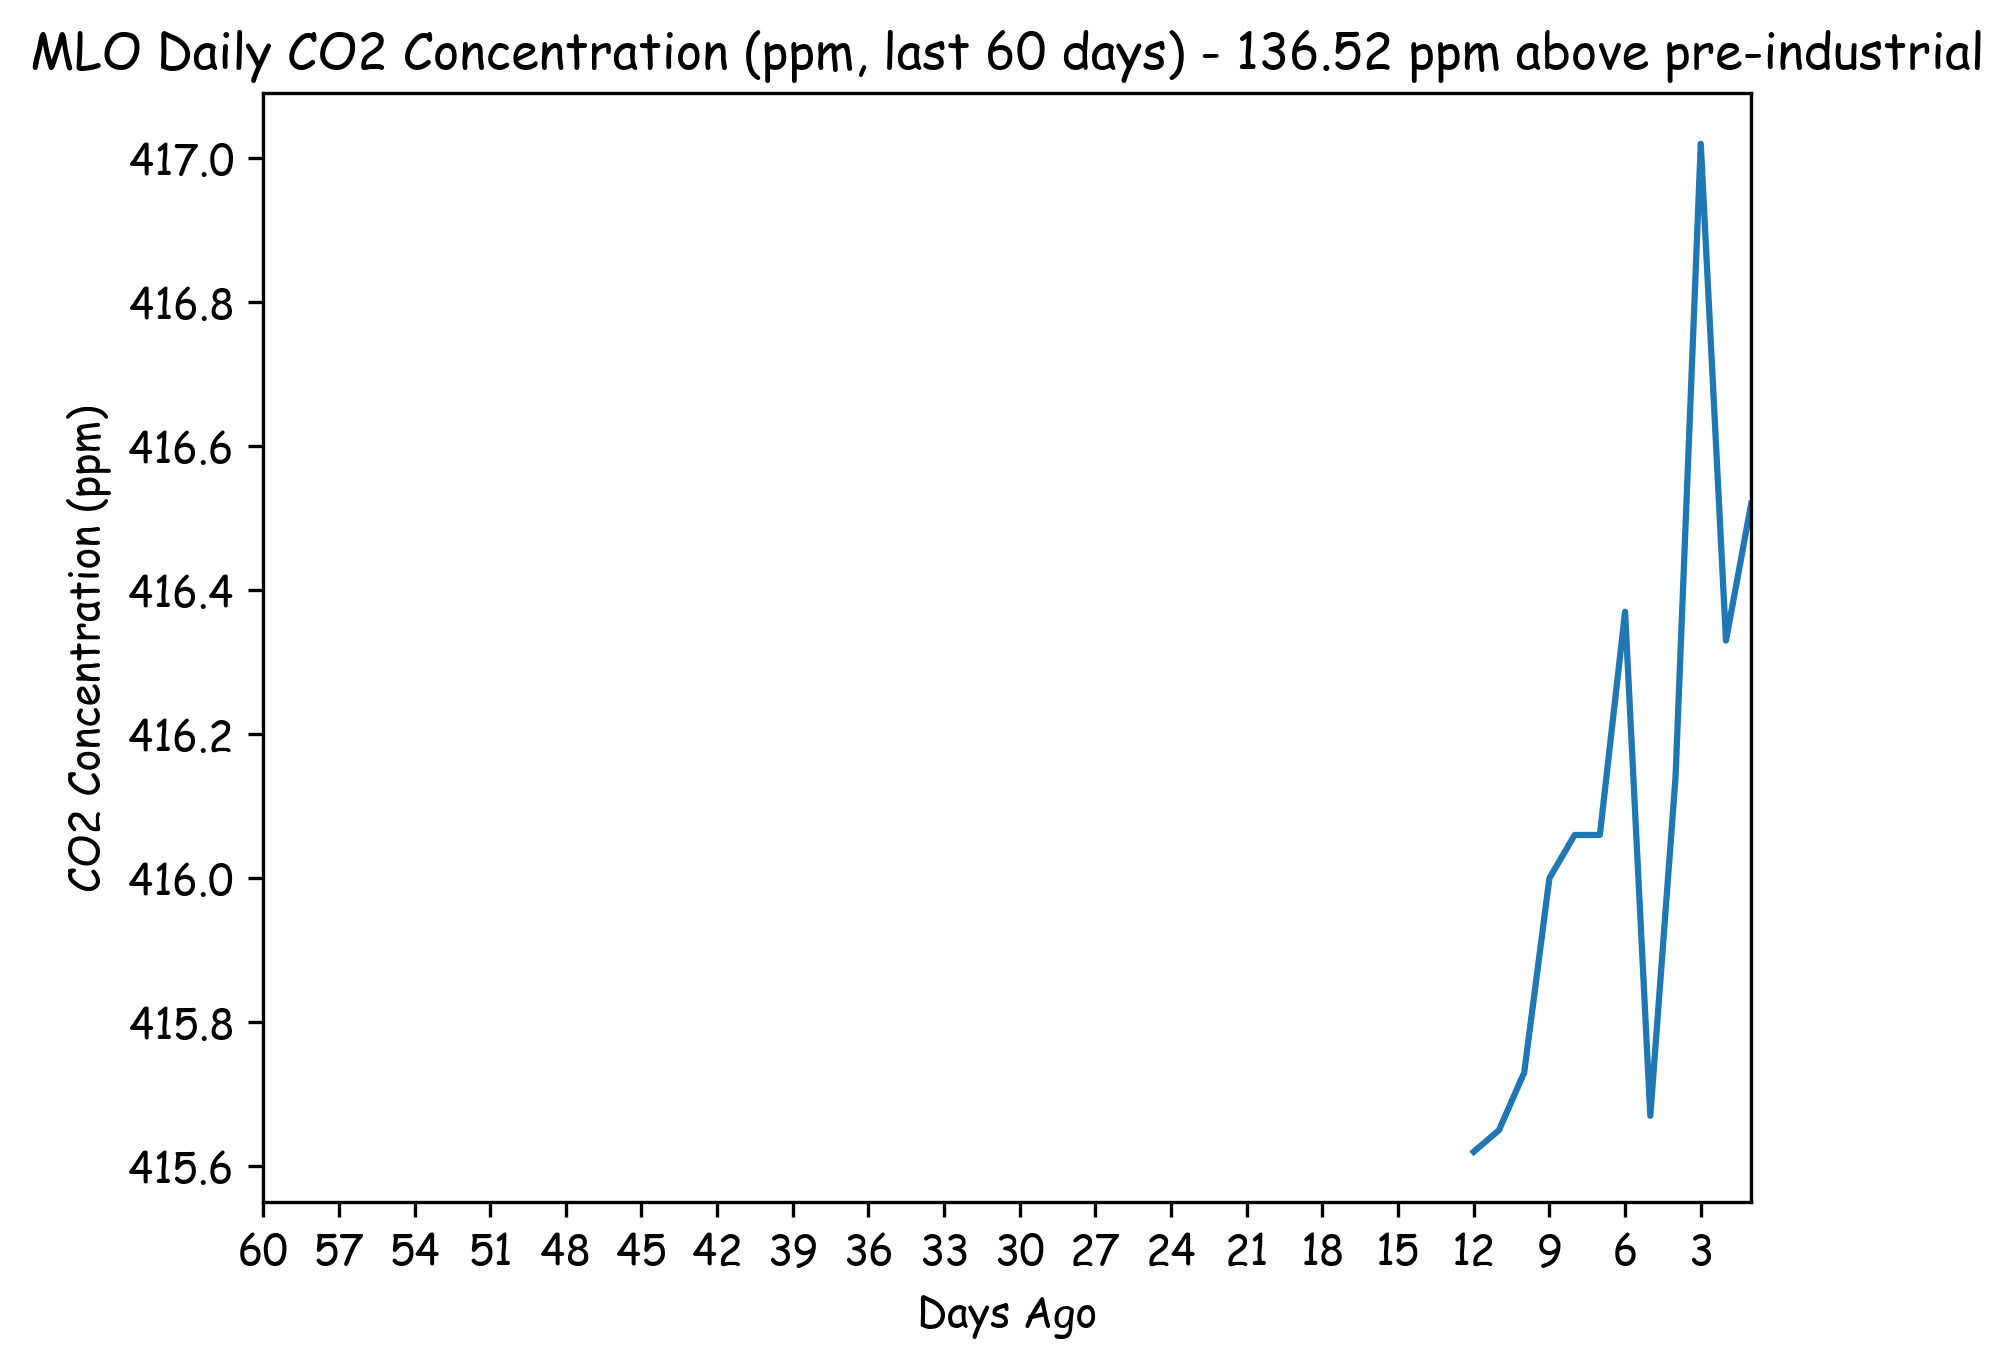 MLO Daily CO2 Concentration (ppm, last 60 days) - 136.52 ppm above pre-industrial
CO2 Concentration (ppm)
417.0
416.8
416.6
416.4
416.2
416.0
415.8
415.6
60 57 54 51 48 45 42 39 36 33 30 27 24 21 18 15 12 9 6 3
Days Ago